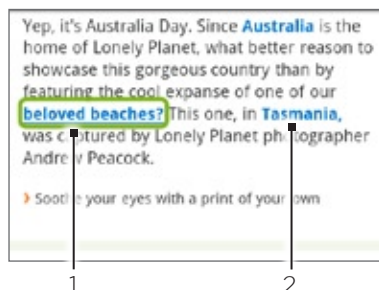 Yep, it's Australia Day. Since Australia is the
home of Lonely Planet, what better reason to
showcase this gorgeous country than by
featuring the cool expanse of one of our
beloved beaches? This one, in Tasmania,
was captured by Lonely Planet photographer
Andrew Peacock.
> Soothe your eyes with a print of your own
1 2